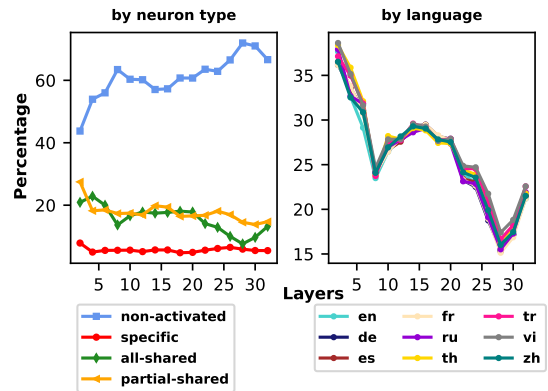 by neuron type
by language
Percentage
60
40
20
5 10 15 20 25 30
35
30
25
20
15
5 10 15 20 25 30
Layers
non-activated
specific
all-shared
partial-shared
en fr tr
de ru vi
es th zh